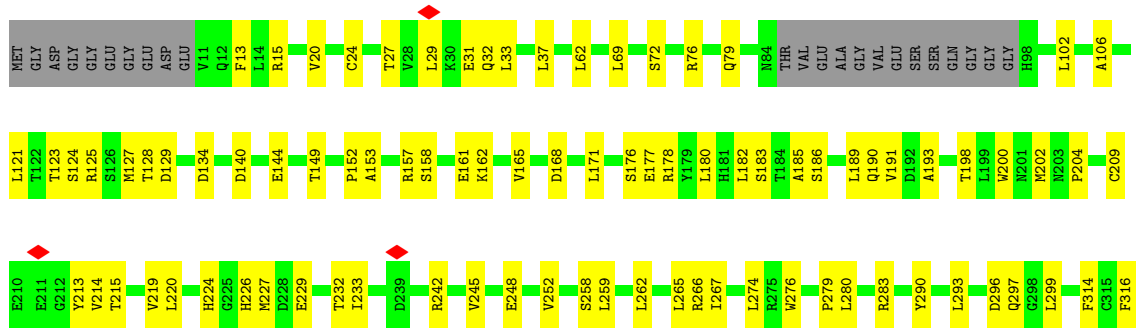 MET GLY ASP GLY GLY GLU GLY GLU ASP GLU V11 Q12 F13 L14 R15 V20 C24 T27 V28 L29 K30 E31 Q32 L33 L37 L62 L69 S72 R76 Q79 N84 THR VAL GLU ALA GLY VAL GLU SER SER GLN GLY GLY GLY H98 L102 A106
L121 T122 T123 S124 R125 S126 M127 T128 D129 D134 D140 E144 T149 P152 A153 R157 S158 E161 K162 V165 D168 L171 S176 E177 R178 Y179 L180 H181 L182 S183 T184 A185 S186 L189 Q190 V191 D192 A193 T198 L199 W200 N201 M202 N203 P204 C209
E210 E211 G212 Y213 V214 T215 V219 L220 H224 G225 H226 M227 D228 E229 T232 I233 D239 R242 V245 E248 V252 S258 L259 L262 L265 R266 I267 L274 R275 W276 P279 L280 R283 Y290 L293 D296 Q297 G298 L299 F314 C315 F316